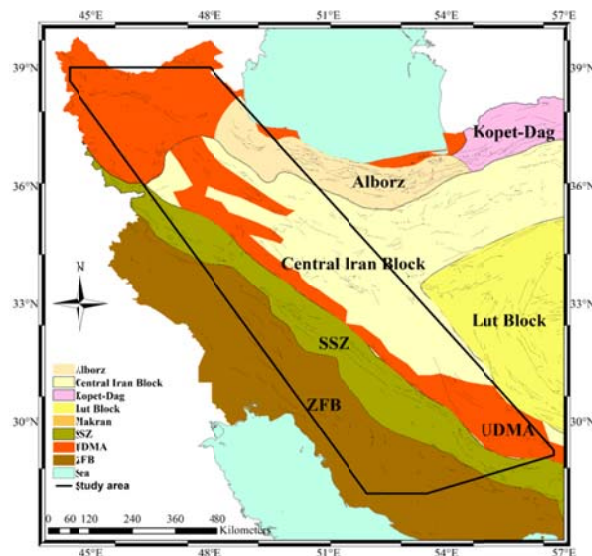 45°E 48°E 51°E 54°E 57°E
39°N
36°N
33°N
30°N
Kopet-Dag
Alborz
Central Iran Block
Lut Block
SSZ
ZFB
UDMA
N
Alborz
Central Iran Block
Kopet-Dag
Lut Block
Makran
SSZ
UDMA
ZFB
Sea
Study area
0 60 120 240 360 480
Kilometers
45°E 48°E 51°E 54°E 57°E
39°N
36°N
33°N
30°N